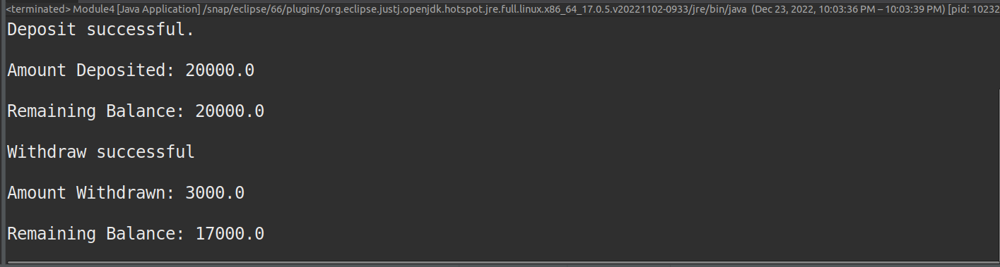 <terminated> Module4 [Java Application] /snap/eclipse/66/plugins/org.eclipse.justj.openjdk.hotspot.jre.full.linux.x86_64_17.0.5.v20221102-0933/jre/bin/java (Dec 23, 2022, 10:03:36 PM – 10:03:39 PM) [pid: 10232
Deposit successful.
Amount Deposited: 20000.0
Remaining Balance: 20000.0
Withdraw successful
Amount Withdrawn: 3000.0
Remaining Balance: 17000.0